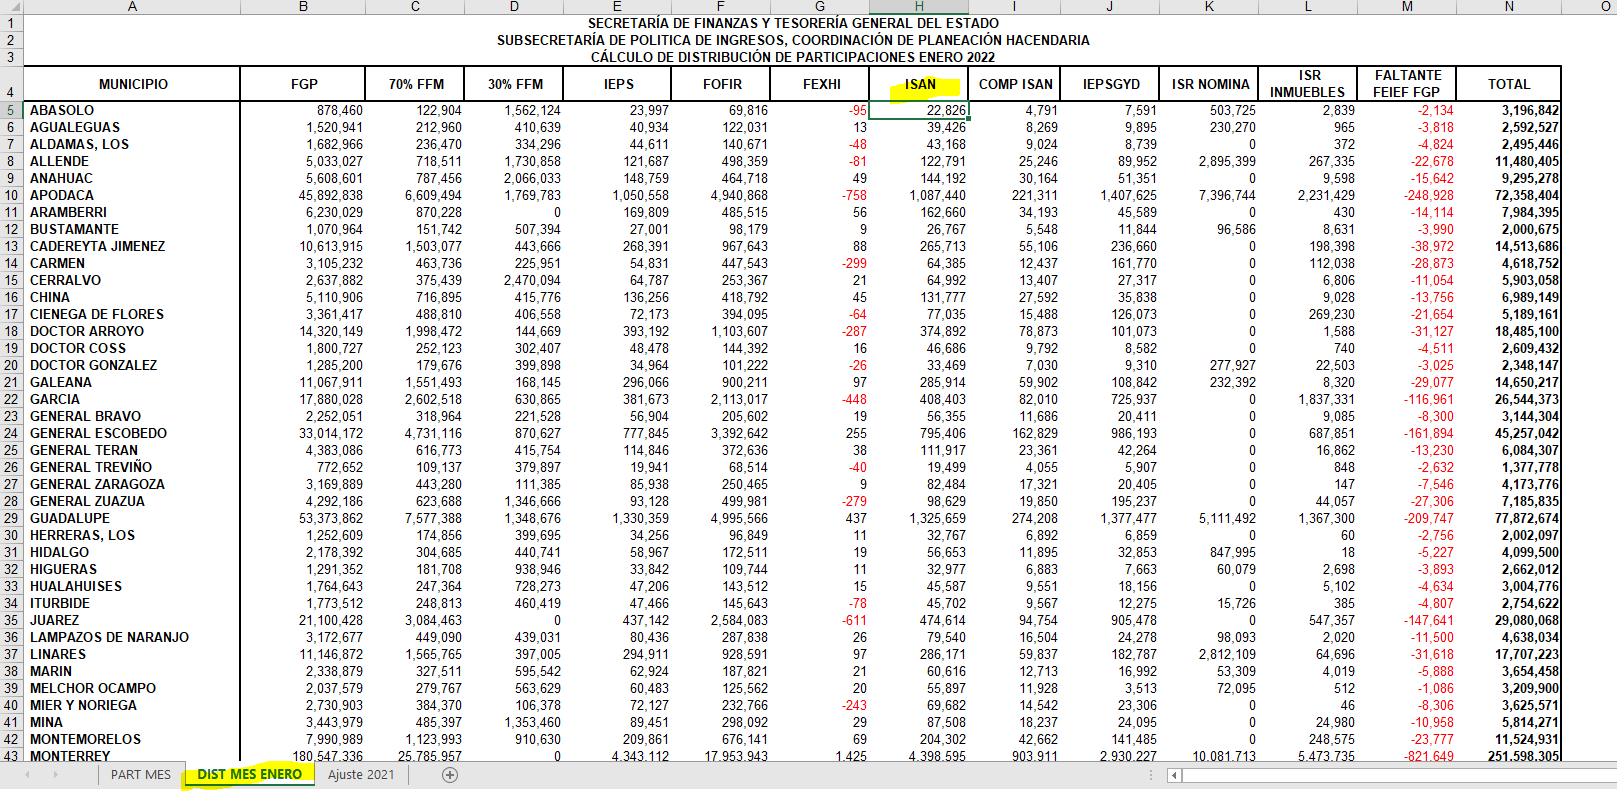 A B C D E F G H I J K L M N O
1 SECRETARÍA DE FINANZAS Y TESORERÍA GENERAL DEL ESTADO
2 SUBSECRETARÍA DE POLITICA DE INGRESOS, COORDINACIÓN DE PLANEACIÓN HACENDARIA
3 CÁLCULO DE DISTRIBUCIÓN DE PARTICIPACIONES ENERO 2022
4 MUNICIPIO FGP 70% FFM 30% FFM IEPS FOFIR FEXHI ISAN COMP ISAN IEPSGYD ISR NOMINA ISR INMUEBLES FALTANTE FEIEF FGP TOTAL
5 ABASOLO 878,460 122,904 1,562,124 23,997 69,816 -95 22,826 4,791 7,591 503,725 2,839 -2,134 3,196,842
6 AGUALEGUAS 1,520,941 212,960 410,639 40,934 122,031 13 39,426 8,269 9,895 230,270 965 -3,818 2,592,527
7 ALDAMAS, LOS 1,682,966 236,470 334,296 44,611 140,671 -48 43,168 9,024 8,739 0 372 -4,824 2,495,446
8 ALLENDE 5,033,027 718,511 1,730,858 121,687 498,359 -81 122,791 25,246 89,952 2,895,399 267,335 -22,678 11,480,405
9 ANAHUAC 5,608,601 787,456 2,066,033 148,759 464,718 49 144,192 30,164 51,351 0 9,598 -15,642 9,295,278
10 APODACA 45,892,838 6,609,494 1,769,783 1,050,558 4,940,868 -758 1,087,440 221,311 1,407,625 7,396,744 2,231,429 -248,928 72,358,404
11 ARAMBERRI 6,230,029 870,228 0 169,809 485,515 56 162,660 34,193 45,589 0 430 -14,114 7,984,395
12 BUSTAMANTE 1,070,964 151,742 507,394 27,001 98,179 9 26,767 5,548 11,844 96,586 8,631 -3,990 2,000,675
13 CADEREYTA JIMENEZ 10,613,915 1,503,077 443,666 268,391 967,643 88 265,713 55,106 236,660 0 198,398 -38,972 14,513,686
14 CARMEN 3,105,232 463,736 225,951 54,831 447,543 -299 64,385 12,437 161,770 0 112,038 -28,873 4,618,752
15 CERRALVO 2,637,882 375,439 2,470,094 64,787 253,367 21 64,992 13,407 27,317 0 6,806 -11,054 5,903,058
16 CHINA 5,110,906 716,895 415,776 136,256 418,792 45 131,777 27,592 35,838 0 9,028 -13,756 6,989,149
17 CIENEGA DE FLORES 3,361,417 488,810 406,558 72,173 394,095 -64 77,035 15,488 126,073 0 269,230 -21,654 5,189,161
18 DOCTOR ARROYO 14,320,149 1,998,472 144,669 393,192 1,103,607 -287 374,892 78,873 101,073 0 1,588 -31,127 18,485,100
19 DOCTOR COSS 1,800,727 252,123 302,407 48,478 144,392 16 46,686 9,792 8,582 0 740 -4,511 2,609,432
20 DOCTOR GONZALEZ 1,285,200 179,676 399,898 34,964 101,222 -26 33,469 7,030 9,310 277,927 22,503 -3,025 2,348,147
21 GALEANA 11,067,911 1,551,493 168,145 296,066 900,211 97 285,914 59,902 108,842 232,392 8,320 -29,077 14,650,217
22 GARCIA 17,880,028 2,602,518 630,865 381,673 2,113,017 -448 408,403 82,010 725,937 0 1,837,331 -116,961 26,544,373
23 GENERAL BRAVO 2,252,051 318,964 221,528 56,904 205,602 19 56,355 11,686 20,411 0 9,085 -8,300 3,144,304
24 GENERAL ESCOBEDO 33,014,172 4,731,116 870,627 777,845 3,392,642 255 795,406 162,829 986,193 0 687,851 -161,894 45,257,042
25 GENERAL TERAN 4,383,086 616,773 415,754 114,846 372,636 38 111,917 23,361 42,264 0 16,862 -13,230 6,084,307
26 GENERAL TREVIÑO 772,652 109,137 379,897 19,941 68,514 -40 19,499 4,055 5,907 0 848 -2,632 1,377,778
27 GENERAL ZARAGOZA 3,169,889 443,280 111,385 85,938 250,465 9 82,484 17,321 20,405 0 147 -7,546 4,173,776
28 GENERAL ZUAZUA 4,292,186 623,688 1,346,666 93,128 499,981 -279 98,629 19,850 195,237 0 44,057 -27,306 7,185,835
29 GUADALUPE 53,373,862 7,577,388 1,348,676 1,330,359 4,995,566 437 1,325,659 274,208 1,377,477 5,111,492 1,367,300 -209,747 77,872,674
30 HERRERAS, LOS 1,252,609 174,856 399,695 34,256 96,849 11 32,767 6,892 6,859 0 60 -2,756 2,002,097
31 HIDALGO 2,178,392 304,685 440,741 58,967 172,511 19 56,653 11,895 32,853 847,995 18 -5,227 4,099,500
32 HIGUERAS 1,291,352 181,708 938,946 33,842 109,744 11 32,977 6,883 7,663 60,079 2,698 -3,893 2,662,012
33 HUALAHUISES 1,764,643 247,364 728,273 47,206 143,512 15 45,587 9,551 18,156 0 5,102 -4,634 3,004,776
34 ITURBIDE 1,773,512 248,813 460,419 47,466 145,643 -78 45,702 9,567 12,275 15,726 385 -4,807 2,754,622
35 JUAREZ 21,100,428 3,084,463 0 437,142 2,584,083 -611 474,614 94,754 905,478 0 547,357 -147,641 29,080,068
36 LAMPAZOS DE NARANJO 3,172,677 449,090 439,031 80,436 287,838 26 79,540 16,504 24,278 98,093 2,020 -11,500 4,638,034
37 LINARES 11,146,872 1,565,765 397,005 294,911 928,591 97 286,171 59,837 182,787 2,812,109 64,696 -31,618 17,707,223
38 MARIN 2,338,879 327,511 595,542 62,924 187,821 21 60,616 12,713 16,992 53,309 4,019 -5,888 3,654,458
39 MELCHOR OCAMPO 2,037,579 279,767 563,629 60,483 125,562 20 55,897 11,928 3,513 72,095 512 -1,086 3,209,900
40 MIER Y NORIEGA 2,730,903 384,370 106,378 72,127 232,766 -243 69,682 14,542 23,306 0 46 -8,306 3,625,571
41 MINA 3,443,979 485,397 1,353,460 89,451 298,092 29 87,508 18,237 24,095 0 24,980 -10,958 5,814,271
42 MONTEMORELOS 7,990,989 1,123,993 910,630 209,861 676,141 69 204,302 42,662 141,485 0 248,575 -23,777 11,524,931
43 MONTERREY 180,547,336 25,785,957 0 4,343,112 17,953,943 1,425 4,398,595 903,911 2,930,227 10,081,713 5,473,735 -821,649 251,598,305
PART MES DIST MES ENERO Ajuste 2021